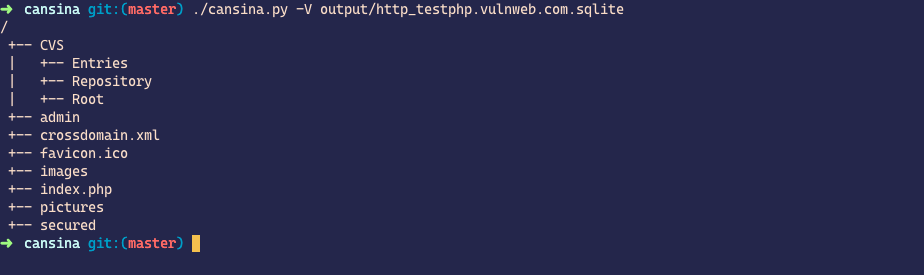 ➜ cansina git:(master) ./cansina.py -V output/http_testphp.vulnweb.com.sqlite
/
 +-- CVS
 |   +-- Entries
 |   +-- Repository
 |   +-- Root
 +-- admin
 +-- crossdomain.xml
 +-- favicon.ico
 +-- images
 +-- index.php
 +-- pictures
 +-- secured
➜ cansina git:(master)